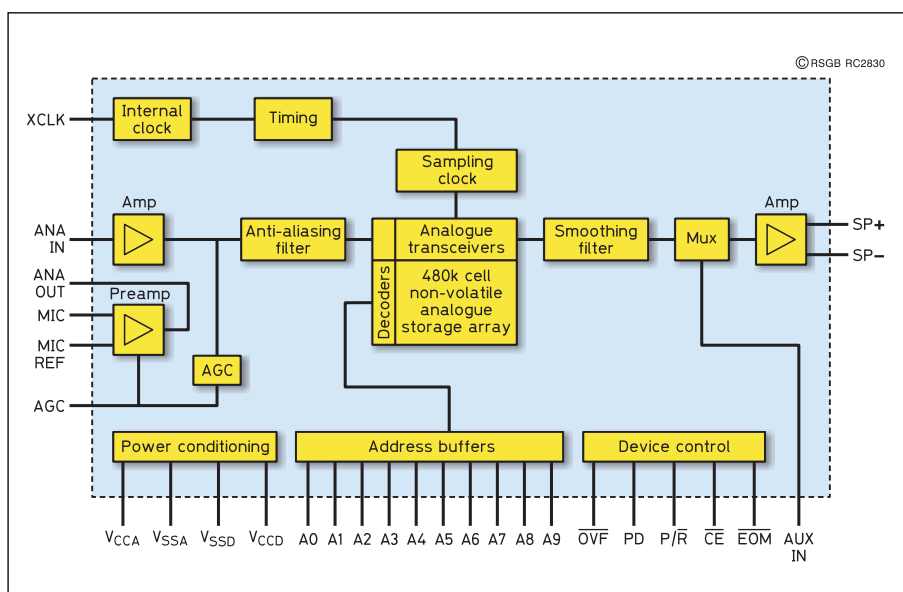 © RSGB RC2830
XCLK
Internal
clock
Timing
Sampling
clock
Amp
ANA
IN
Anti-aliasing
filter
Analogue
transceivers
Smoothing
filter
Mux
Amp
SP+
SP−
ANA
OUT
Preamp
MIC
MIC
REF
Decoders
480k cell
non-volatile
analogue
storage array
AGC
AGC
Power conditioning
Address buffers
Device control
VCCA VSSA VSSD VCCD A0 A1 A2 A3 A4 A5 A6 A7 A8 A9 O̅V̅F̅ PD P/R̅ C̅E̅ E̅O̅M̅ AUX
IN